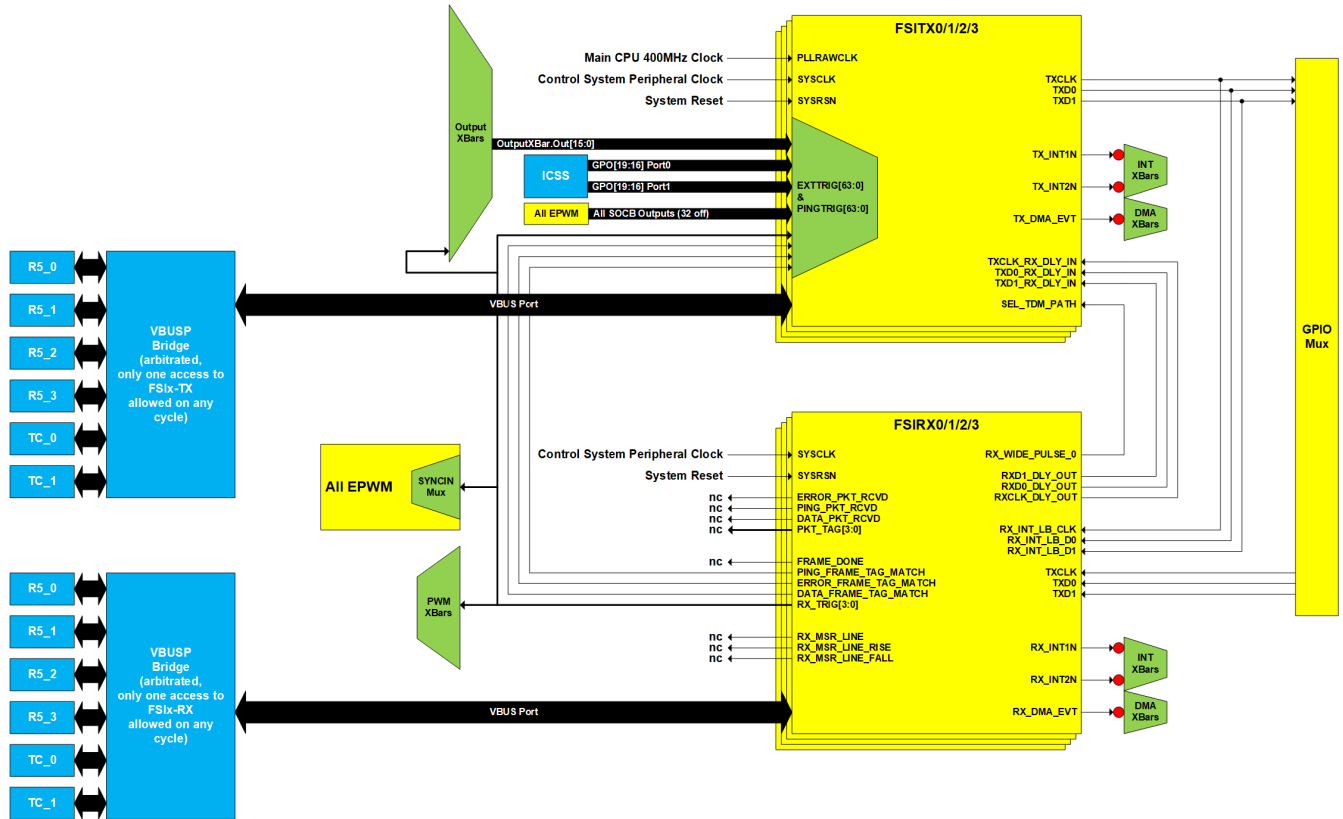 FSITX0/1/2/3
Main CPU 400MHz Clock
PLLRAWCLK
Control System Peripheral Clock
SYSCLK
System Reset
SYSRSN
TXCLK
TXD0
TXD1
Output
XBars
OutputXBar.Out[15:0]
ICSS
GPO[19:16] Port0
GPO[19:16] Port1
All EPWM
All SOCB Outputs (32 off)
EXTTRIG[63:0]
&
PINGTRIG[63:0]
TX_INT1N
TX_INT2N
TX_DMA_EVT
INT
XBars
DMA
XBars
TXCLK_RX_DLY_IN
TXD0_RX_DLY_IN
TXD1_RX_DLY_IN
SEL_TDM_PATH
GPIO
Mux
R5_0
R5_1
R5_2
R5_3
TC_0
TC_1
VBUSP
Bridge
(arbitrated,
only one access to
FSIx-TX
allowed on any
cycle)
VBUS Port
FSIRX0/1/2/3
Control System Peripheral Clock
SYSCLK
System Reset
SYSRSN
nc
ERROR_PKT_RCVD
nc
PING_PKT_RCVD
nc
DATA_PKT_RCVD
nc
PKT_TAG[3:0]
nc
FRAME_DONE
PING_FRAME_TAG_MATCH
ERROR_FRAME_TAG_MATCH
DATA_FRAME_TAG_MATCH
RX_TRIG[3:0]
nc
RX_MSR_LINE
nc
RX_MSR_LINE_RISE
nc
RX_MSR_LINE_FALL
RX_WIDE_PULSE_0
RXD1_DLY_OUT
RXD0_DLY_OUT
RXCLK_DLY_OUT
RX_INT_LB_CLK
RX_INT_LB_D0
RX_INT_LB_D1
TXCLK
TXD0
TXD1
RX_INT1N
RX_INT2N
RX_DMA_EVT
INT
XBars
DMA
XBars
All EPWM
SYNCIN
Mux
PWM
XBars
R5_0
R5_1
R5_2
R5_3
TC_0
TC_1
VBUSP
Bridge
(arbitrated,
only one access to
FSIx-RX
allowed on any
cycle)
VBUS Port